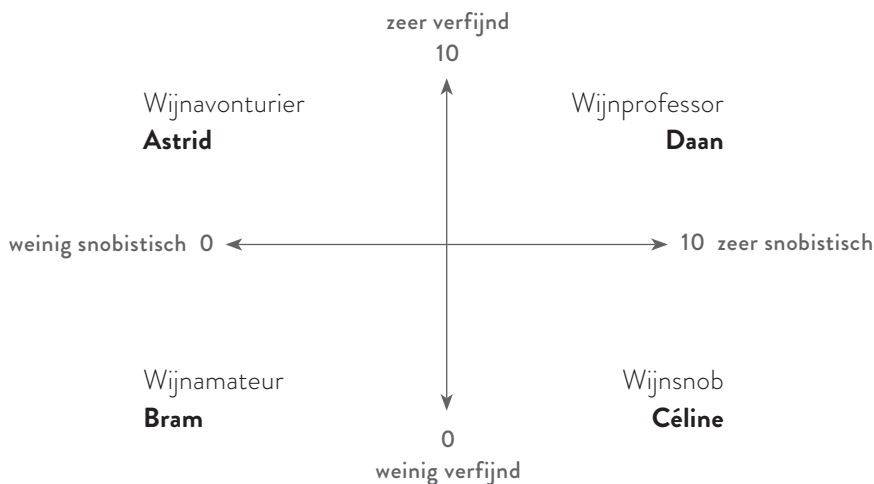 zeer verfijnd
10
Wijnavonturier
Astrid
Wijnprofessor
Daan
weinig snobistisch 0
10 zeer snobistisch
Wijnamateur
Bram
Wijnsnob
Céline
0
weinig verfijnd